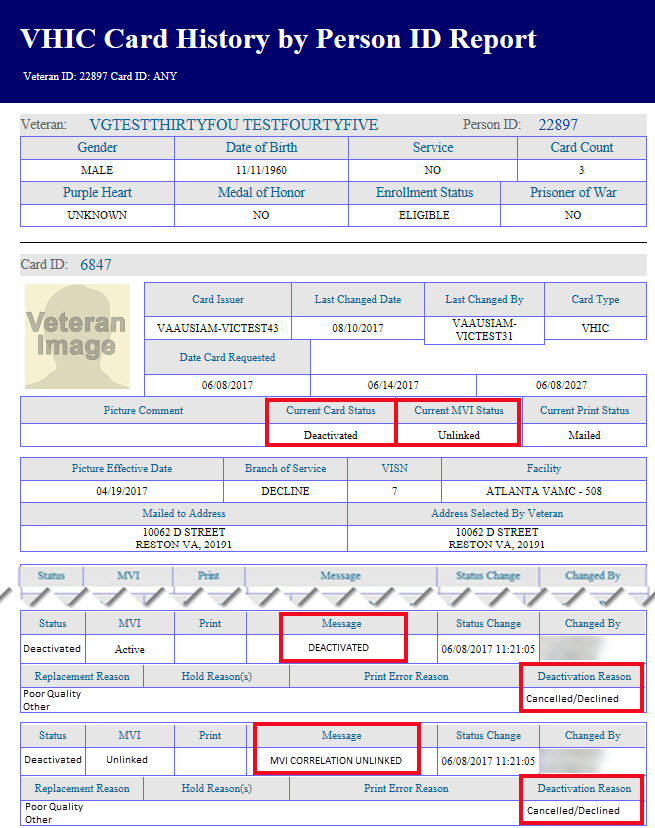 VHIC Card History by Person ID Report
Veteran ID: 22897 Card ID: ANY
Veteran: VGTESTTHIRTYFOU TESTFOURTYFIVE Person ID: 22897
Gender Date of Birth Service Card Count
MALE 11/11/1960 NO 3
Purple Heart Medal of Honor Enrollment Status Prisoner of War
UNKNOWN NO ELIGIBLE NO
Card ID: 6847
Veteran
Image
Card Issuer Last Changed Date Last Changed By Card Type
VAAUSIAM-VICTEST43 08/10/2017 VAAUSIAM-
VICTEST31 VHIC
Date Card Requested
06/08/2017 06/14/2017 06/08/2027
Picture Comment Current Card Status Current MVI Status Current Print Status
Deactivated Unlinked Mailed
Picture Effective Date Branch of Service VISN Facility
04/19/2017 DECLINE 7 ATLANTA VAMC - 508
Mailed to Address Address Selected By Veteran
10062 D STREET 10062 D STREET
RESTON VA, 20191 RESTON VA, 20191
Status MVI Print Message Status Change Changed By
Status MVI Print Message Status Change Changed By
Deactivated Active DEACTIVATED 06/08/2017 11:21:05
Replacement Reason Hold Reason(s) Print Error Reason Deactivation Reason
Poor Quality
Other Cancelled/Declined
Status MVI Print Message Status Change Changed By
Deactivated Unlinked MVI CORRELATION UNLINKED 06/08/2017 11:21:05
Replacement Reason Hold Reason(s) Print Error Reason Deactivation Reason
Poor Quality
Other Cancelled/Declined